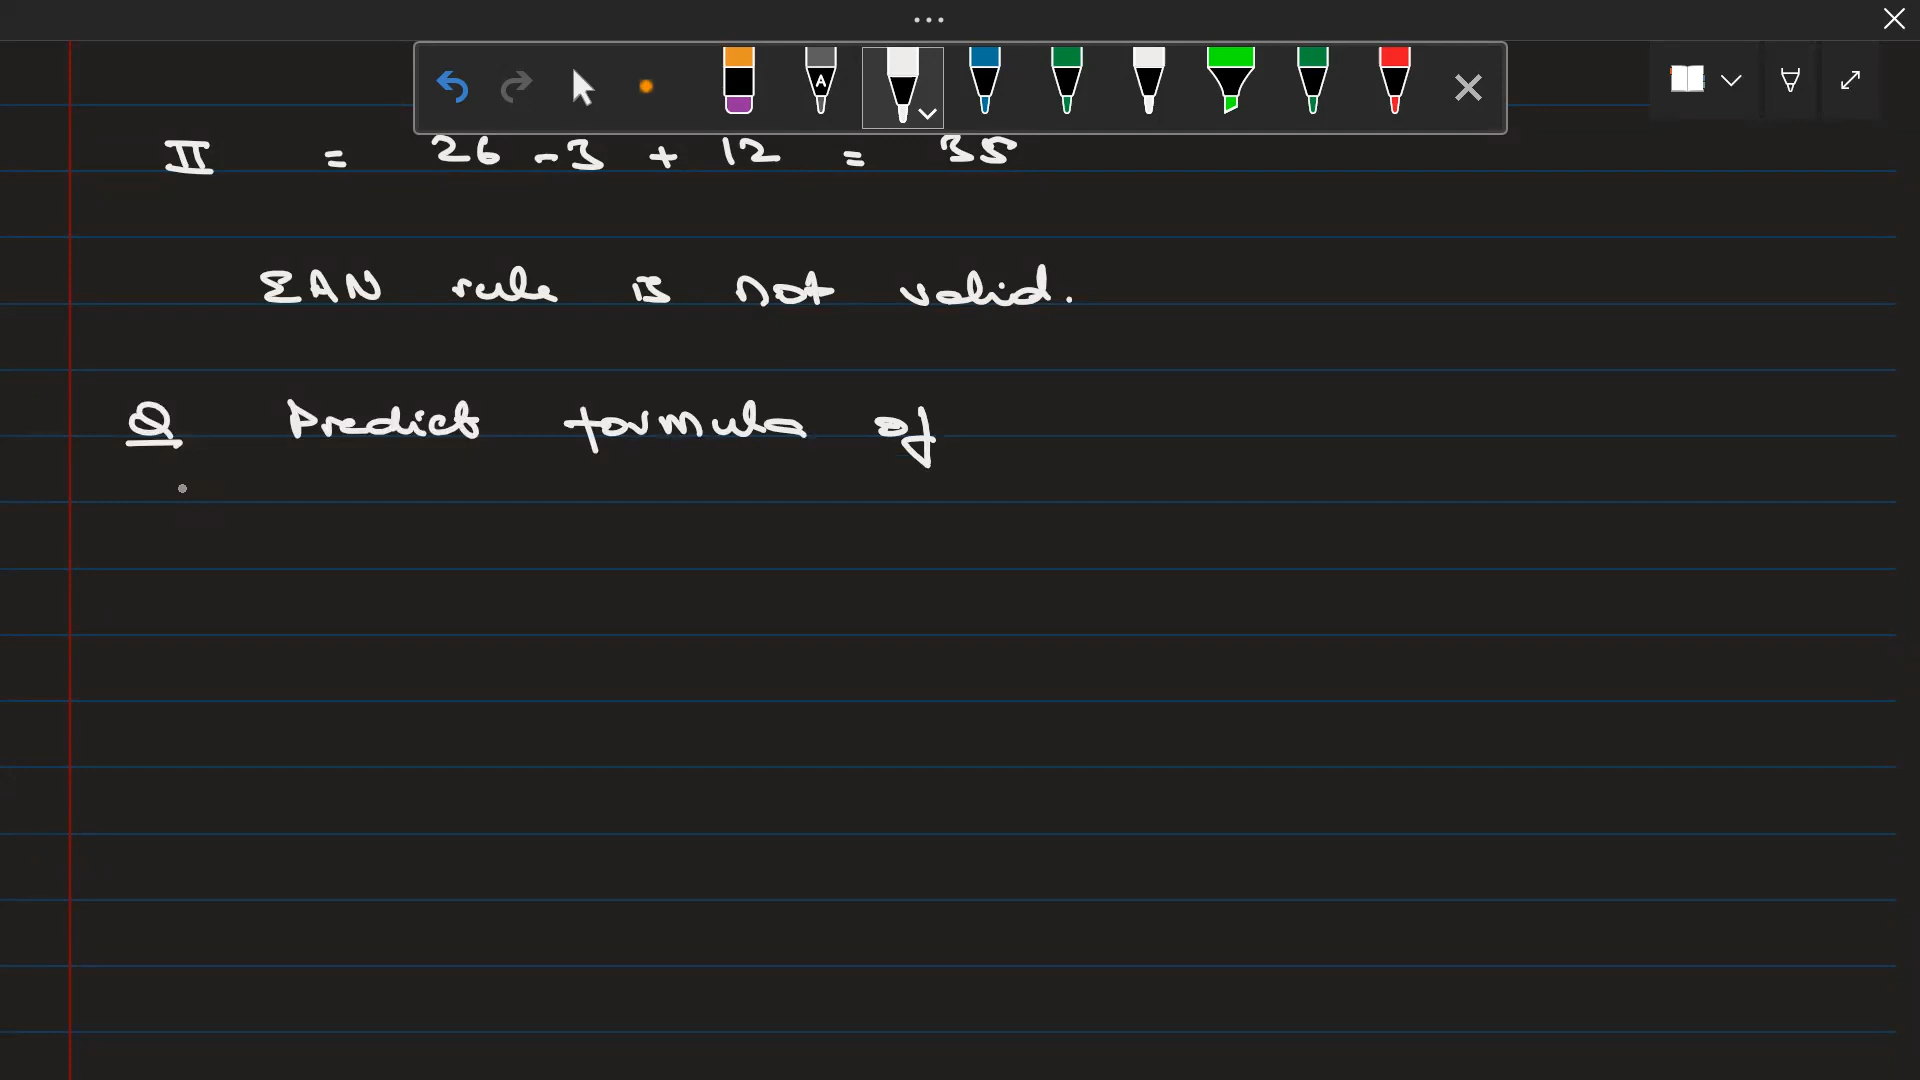 II = 26 - 3 + 12 = 35
EAN rule is not valid.
Q Predict formula of